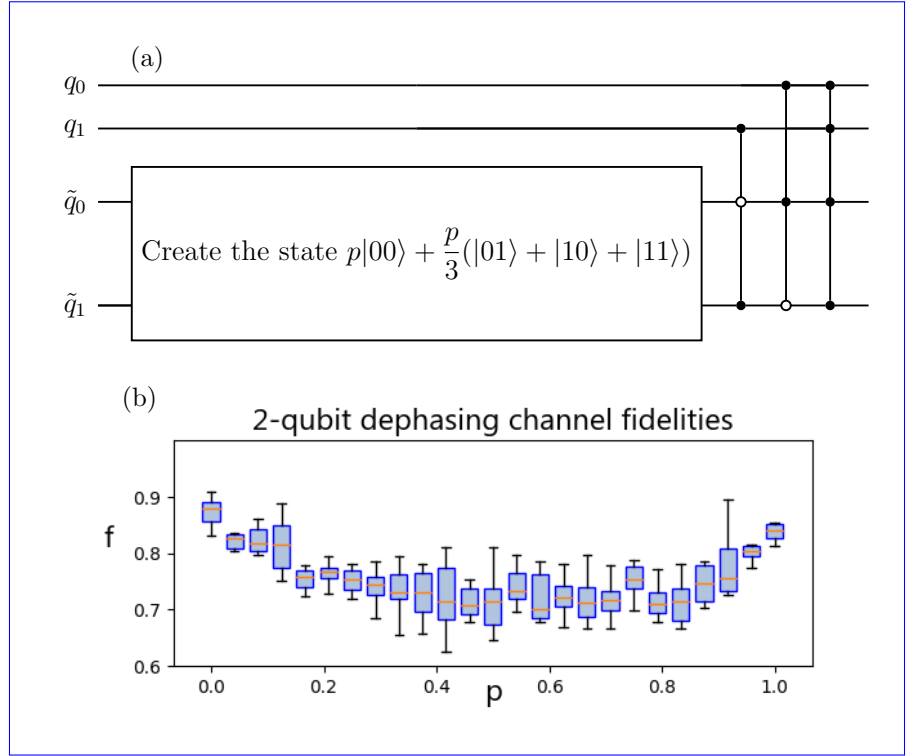 (a)
q₀
q₁
q̃₀
Create the state p|00⟩ + p/3(|01⟩ + |10⟩ + |11⟩)
q̃₁
(b)
2-qubit dephasing channel fidelities
0.9
f
0.8
0.7
0.6
0.0 0.2 0.4 0.6 0.8 1.0
p